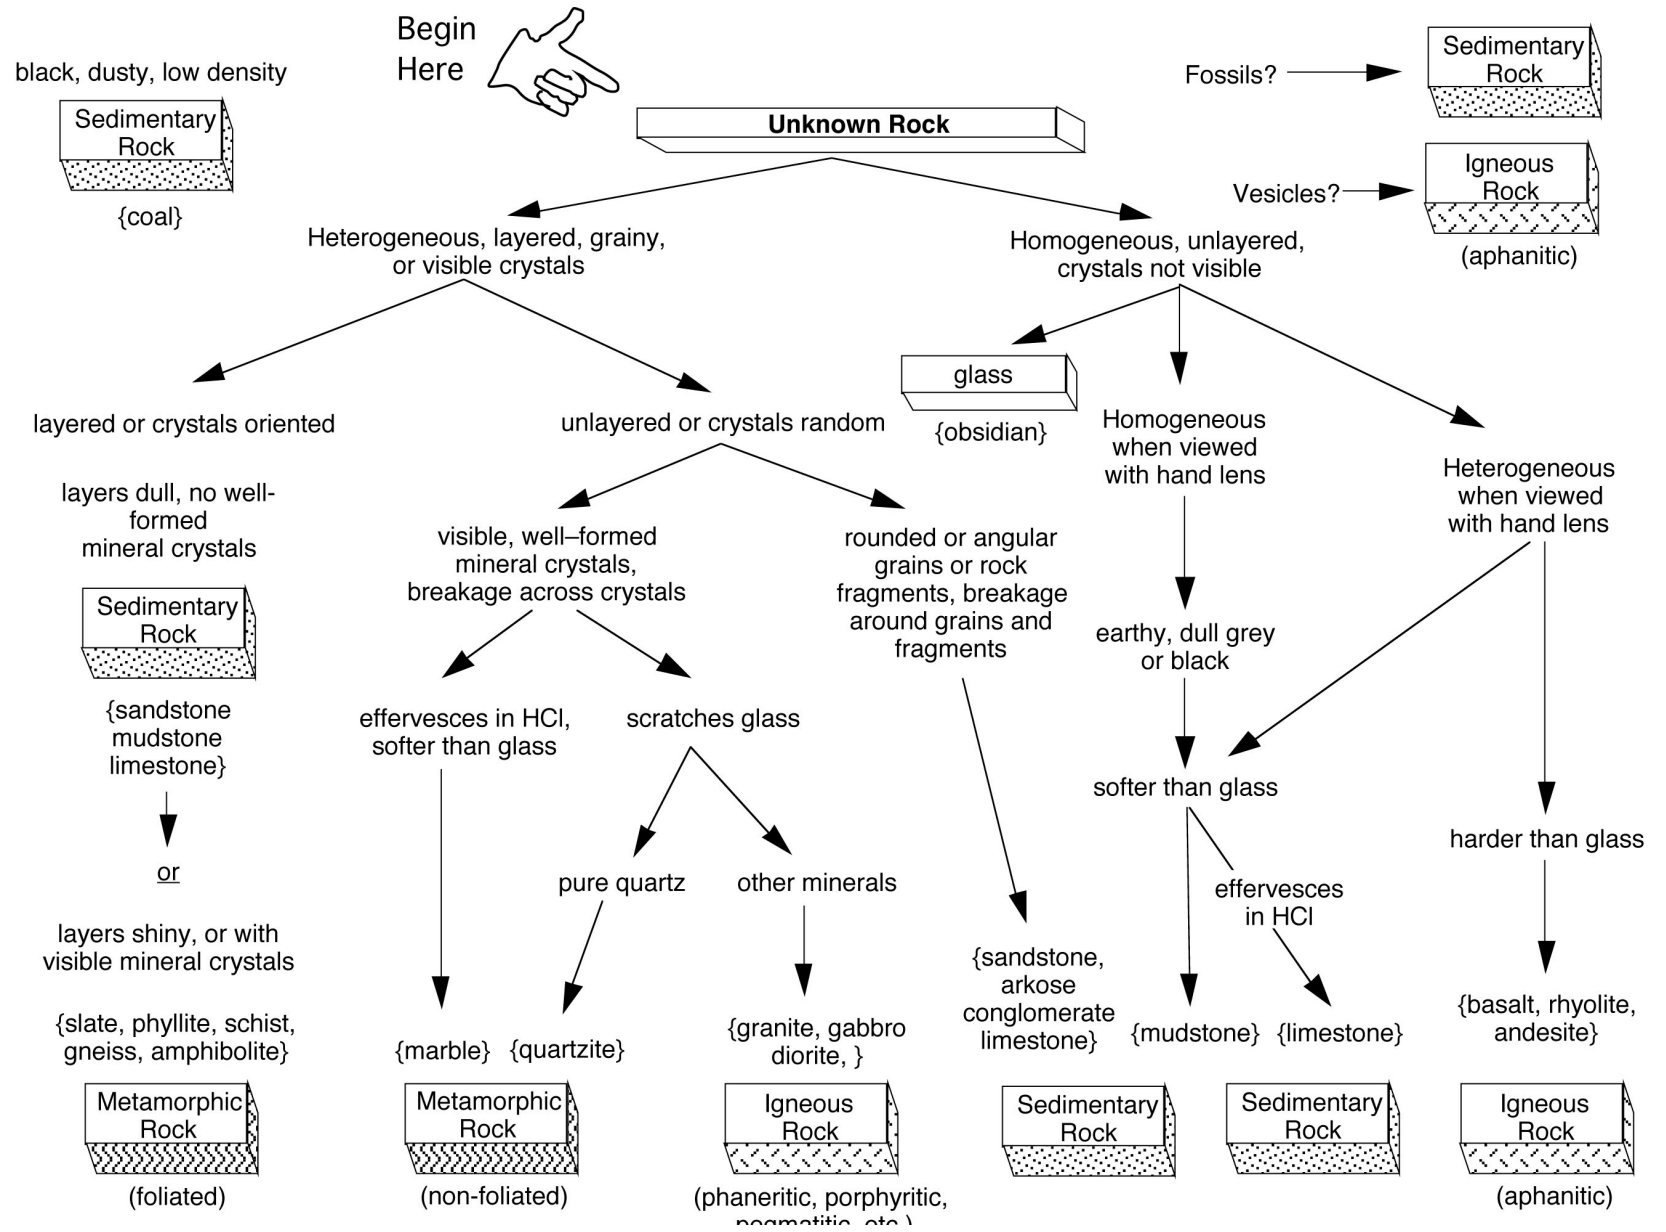 Begin
Here
black, dusty, low density
Sedimentary
Rock
{coal}
Unknown Rock
Fossils?
Sedimentary
Rock
Vesicles?
Igneous
Rock
(aphanitic)
Heterogeneous, layered, grainy,
or visible crystals
Homogeneous, unlayered,
crystals not visible
layered or crystals oriented
layers dull, no well-
formed
mineral crystals
Sedimentary
Rock
{sandstone
mudstone
limestone}
or
layers shiny, or with
visible mineral crystals
{slate, phyllite, schist,
gneiss, amphibolite}
Metamorphic
Rock
(foliated)
unlayered or crystals random
visible, well–formed
mineral crystals,
breakage across crystals
effervesces in HCl,
softer than glass
{marble}
scratches glass
pure quartz
{quartzite}
Metamorphic
Rock
(non-foliated)
other minerals
{granite, gabbro
diorite, }
Igneous
Rock
(phaneritic, porphyritic,
pegmatitic, etc.)
rounded or angular
grains or rock
fragments, breakage
around grains and
fragments
{sandstone,
arkose
conglomerate
limestone}
Sedimentary
Rock
glass
{obsidian}
Homogeneous
when viewed
with hand lens
earthy, dull grey
or black
softer than glass
{mudstone}
effervesces
in HCl
{limestone}
Sedimentary
Rock
Heterogeneous
when viewed
with hand lens
harder than glass
{basalt, rhyolite,
andesite}
Igneous
Rock
(aphanitic)